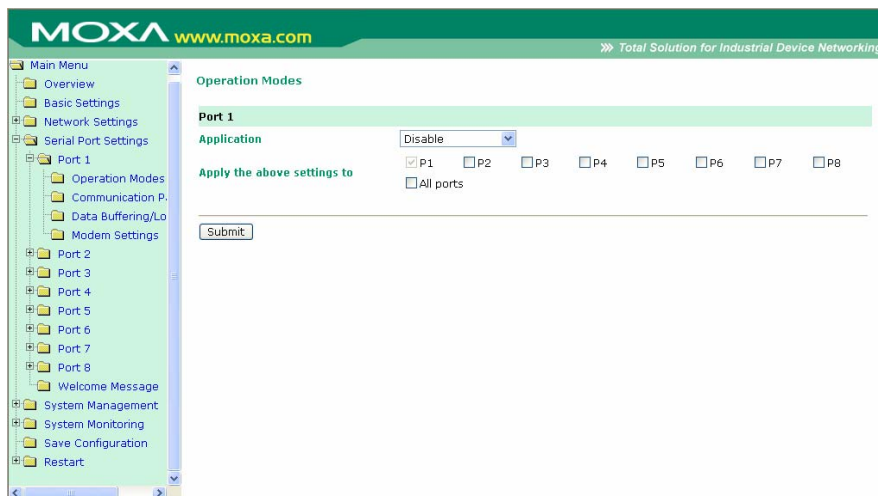 MOXA www.moxa.com
Total Solution for Industrial Device Networking
Main Menu
Overview
Basic Settings
Network Settings
Serial Port Settings
Port 1
Operation Modes
Communication P
Data Buffering/Lo
Modem Settings
Port 2
Port 3
Port 4
Port 5
Port 6
Port 7
Port 8
Welcome Message
System Management
System Monitoring
Save Configuration
Restart
Operation Modes
Port 1
Application Disable
Apply the above settings to P1 P2 P3 P4 P5 P6 P7 P8
All ports
Submit